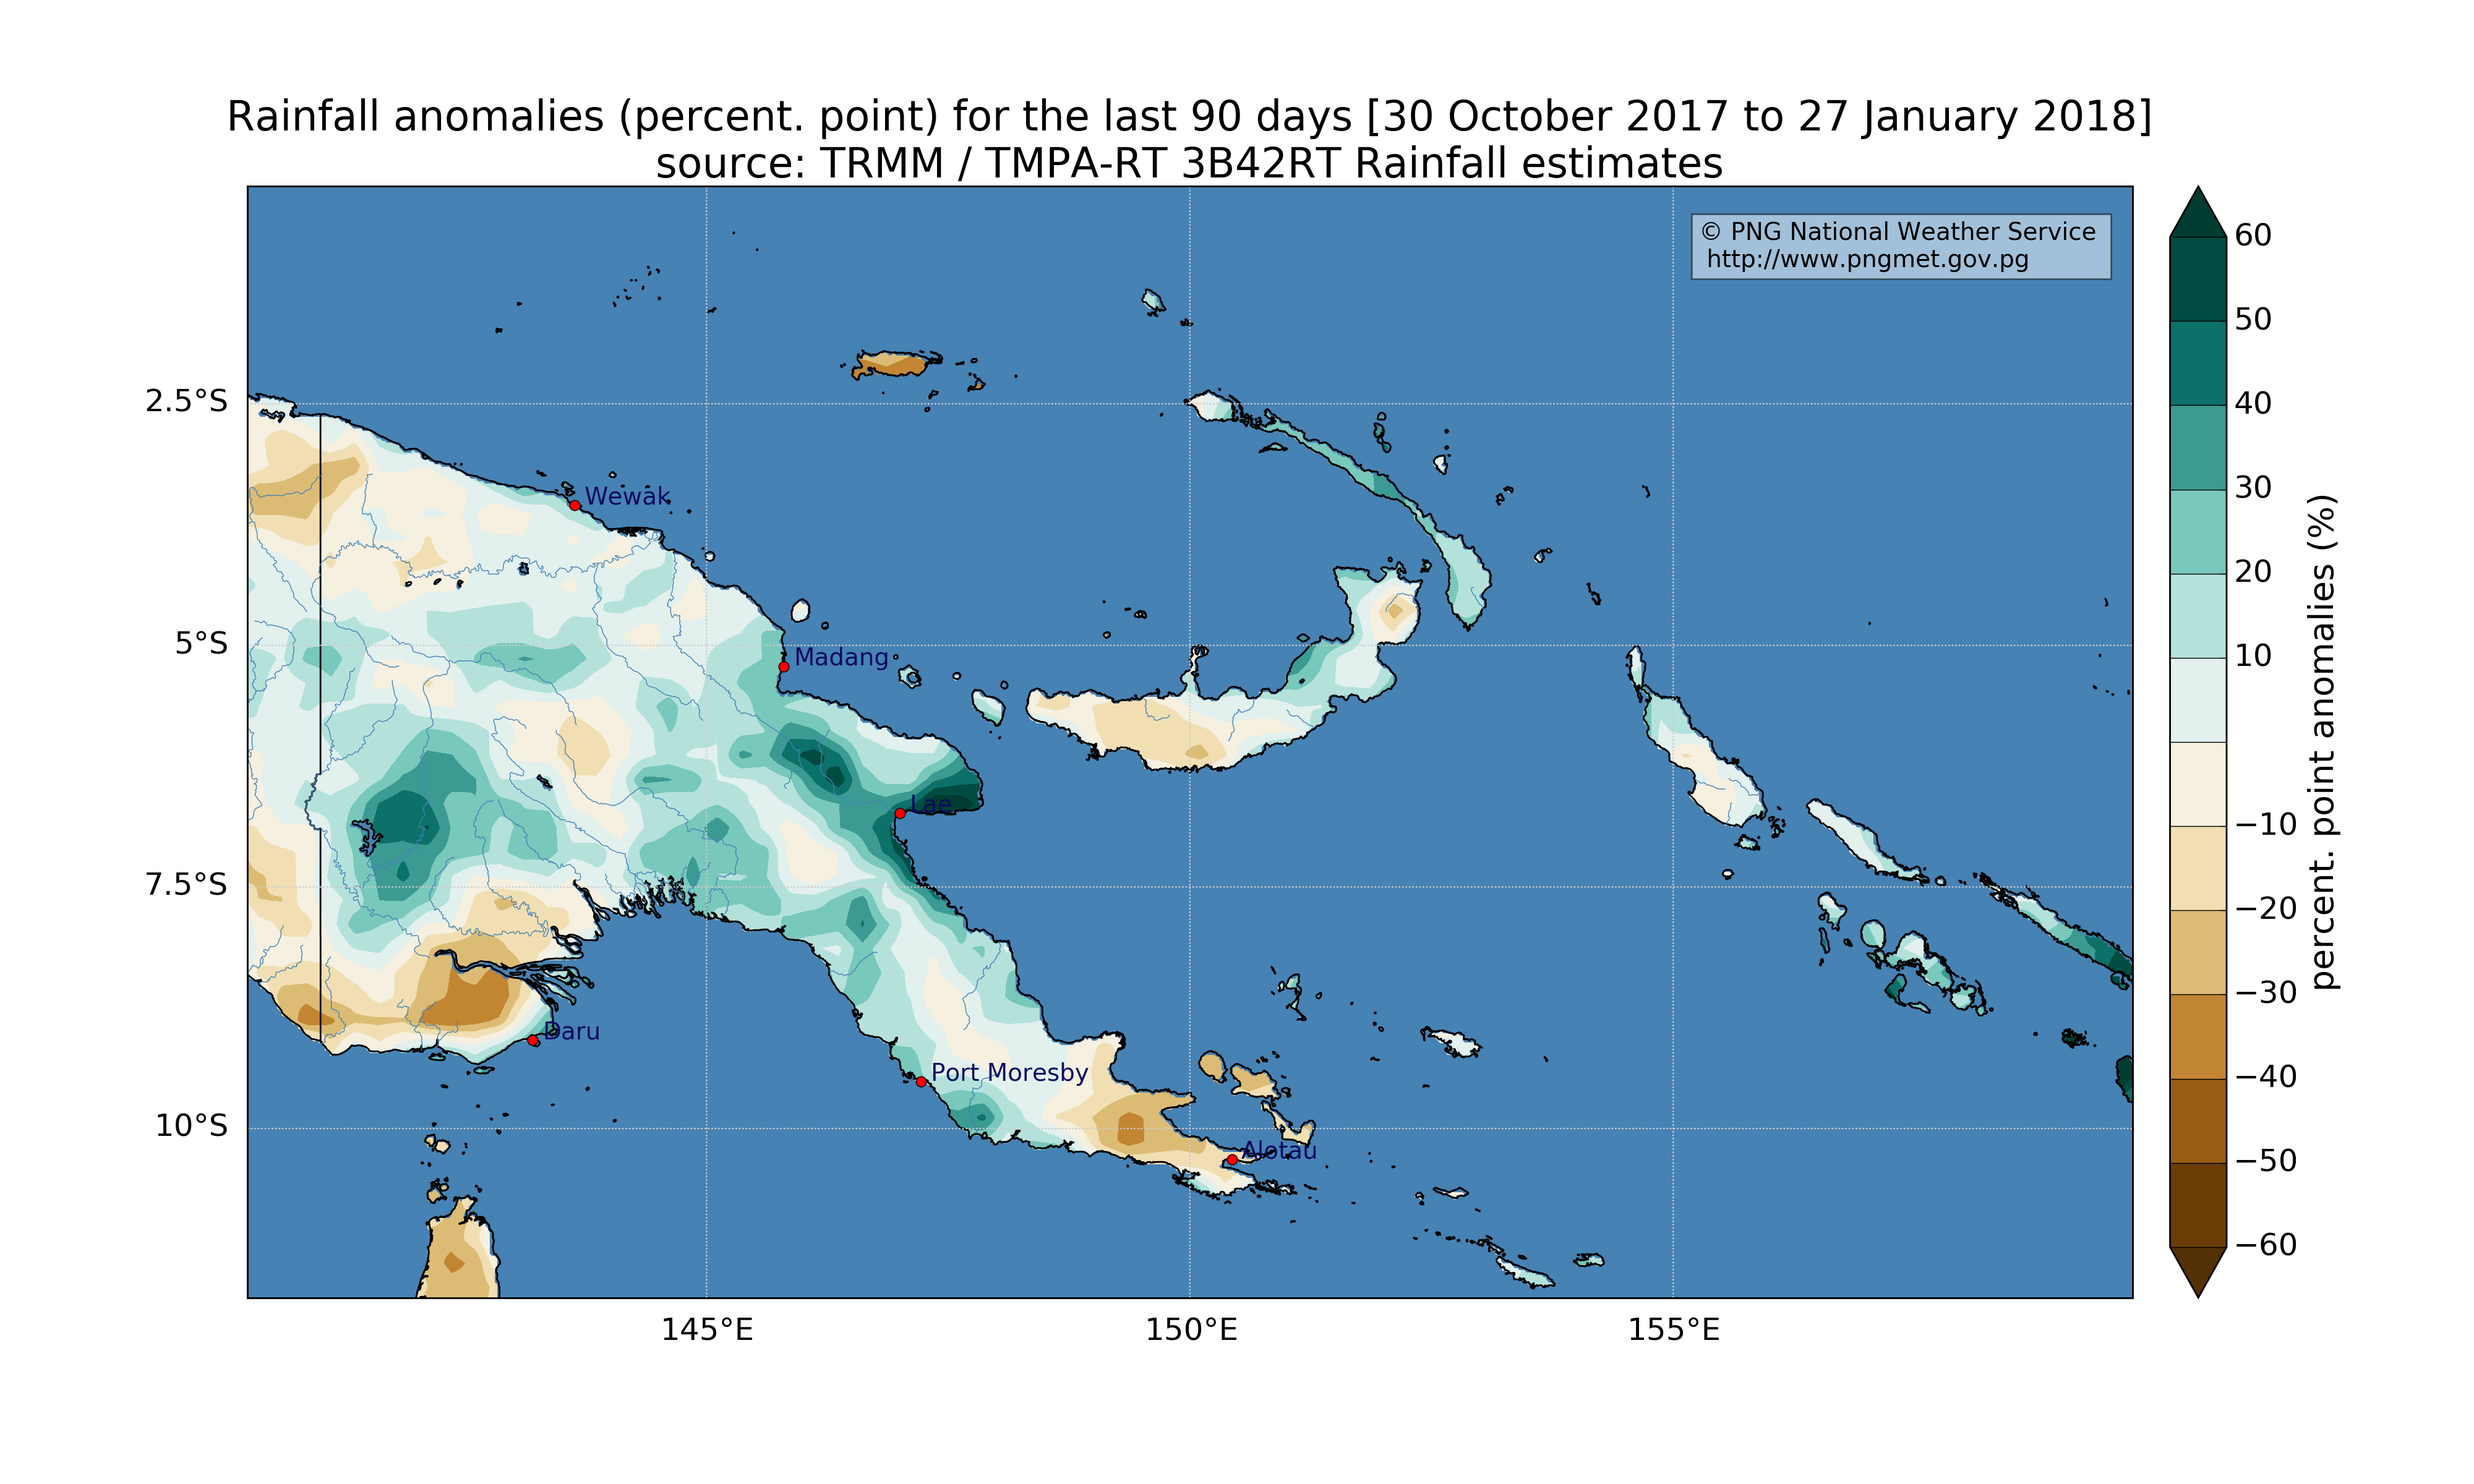 Rainfall anomalies (percent. point) for the last 90 days [30 October 2017 to 27 January 2018]
source: TRMM / TMPA-RT 3B42RT Rainfall estimates
© PNG National Weather Service
http://www.pngmet.gov.pg
2.5°S
5°S
7.5°S
10°S
Wewak
Madang
Lae
Daru
Port Moresby
Alotau
145°E
150°E
155°E
60
50
40
30
20
10
−10
−20
−30
−40
−50
−60
percent. point anomalies (%)